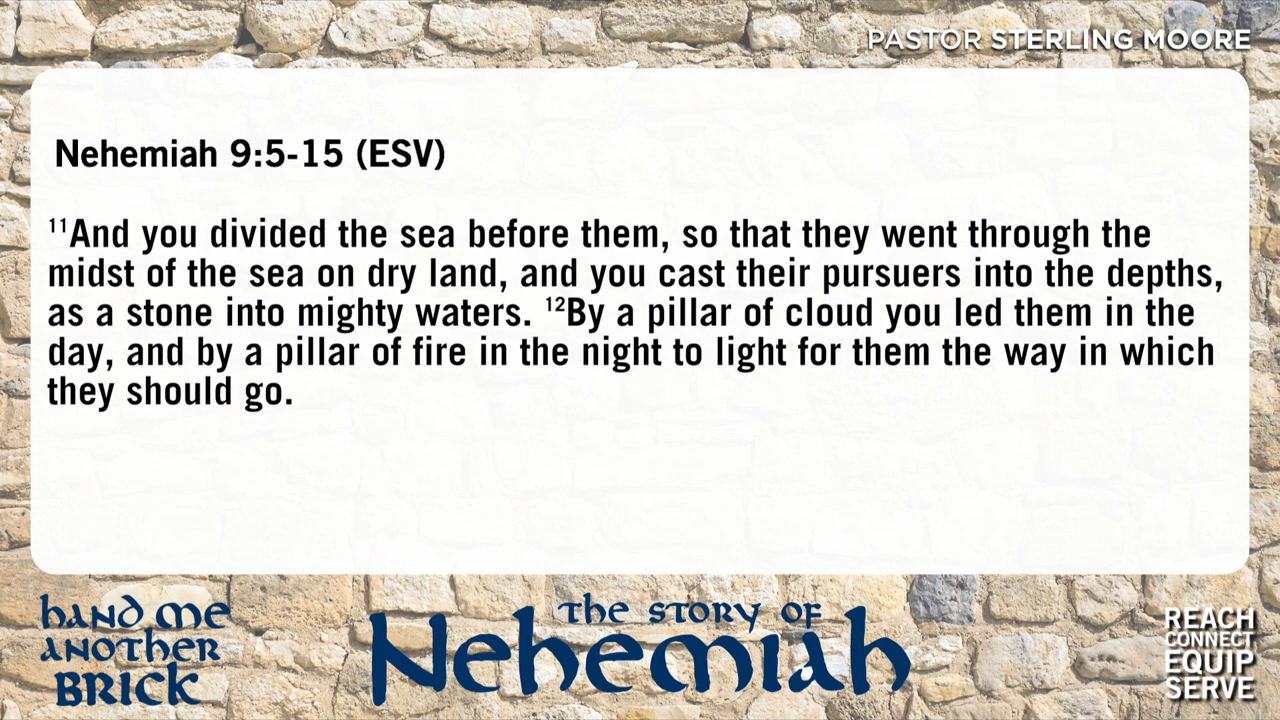 PASTOR STERLING MOORE
Nehemiah 9:5-15 (ESV)
¹¹And you divided the sea before them, so that they went through the
midst of the sea on dry land, and you cast their pursuers into the depths,
as a stone into mighty waters. ¹²By a pillar of cloud you led them in the
day, and by a pillar of fire in the night to light for them the way in which
they should go.
hand me
another
BRICK
the story of
Nehemiah
REACH
CONNECT
EQUIP
SERVE